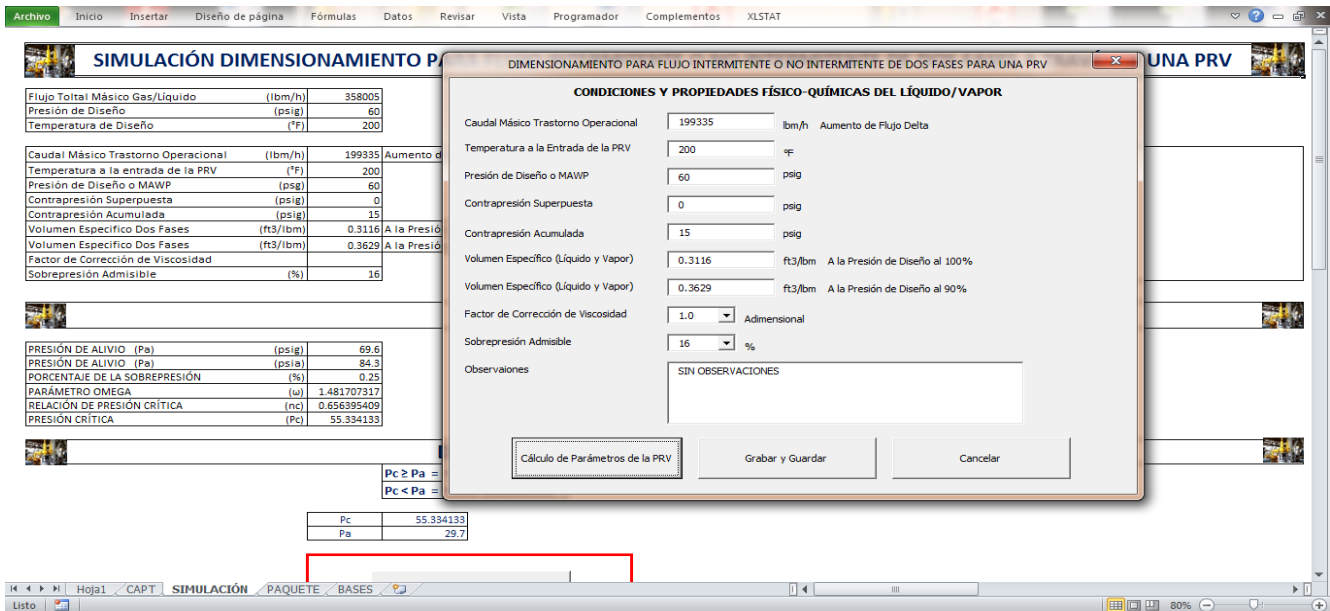 Archivo Inicio Insertar Diseño de página Fórmulas Datos Revisar Vista Programador Complementos XLSTAT
SIMULACIÓN DIMENSIONAMIENTO UNA PRV
Flujo Toltal Másico Gas/Líquido (lbm/h) 358005
Presión de Diseño (psig) 60
Temperatura de Diseño (°F) 200
Caudal Másico Trastorno Operacional (lbm/h) 199335 Aumento d
Temperatura a la entrada de la PRV (°F) 200
Presión de Diseño o MAWP (psg) 60
Contrapresión Superpuesta (psig) 0
Contrapresión Acumulada (psig) 15
Volumen Especifico Dos Fases (ft3/lbm) 0.3116 A la Presió
Volumen Especifico Dos Fases (ft3/lbm) 0.3629 A la Presió
Factor de Corrección de Viscosidad
Sobrepresión Admisible (%) 16
PRESIÓN DE ALIVIO (Pa) (psig) 69.6
PRESIÓN DE ALIVIO (Pa) (psia) 84.3
PORCENTAJE DE LA SOBREPRESIÓN (%) 0.25
PARÁMETRO OMEGA (ω) 1.481707317
RELACIÓN DE PRESIÓN CRÍTICA (nc) 0.656395409
PRESIÓN CRÍTICA (Pc) 55.334133
Pc ≥ Pa =
Pc < Pa =
Pc 55.334133
Pa 29.7
DIMENSIONAMIENTO PARA FLUJO INTERMITENTE O NO INTERMITENTE DE DOS FASES PARA UNA PRV
CONDICIONES Y PROPIEDADES FÍSICO-QUÍMICAS DEL LÍQUIDO/VAPOR
Caudal Másico Trastorno Operacional 199335 lbm/h Aumento de Flujo Delta
Temperatura a la Entrada de la PRV 200 ºF
Presión de Diseño o MAWP 60 psig
Contrapresión Superpuesta 0 psig
Contrapresión Acumulada 15 psig
Volumen Específico (Líquido y Vapor) 0.3116 ft3/lbm A la Presión de Diseño al 100%
Volumen Específico (Líquido y Vapor) 0.3629 ft3/lbm A la Presión de Diseño al 90%
Factor de Corrección de Viscosidad 1.0 Adimensional
Sobrepresión Admisible 16 %
Observaiones SIN OBSERVACIONES
Cálculo de Parámetros de la PRV Grabar y Guardar Cancelar
Hoja1 CAPT SIMULACIÓN PAQUETE BASES
Listo 80%